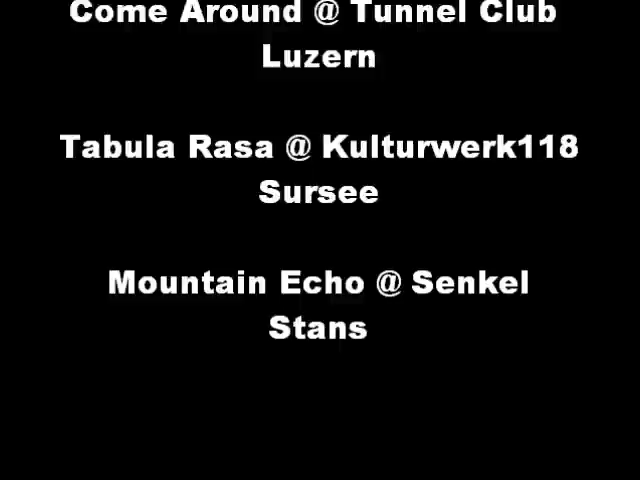 Come Around @ Tunnel Club
Luzern
Tabula Rasa @ Kulturwerk118
Sursee
Mountain Echo @ Senkel
Stans